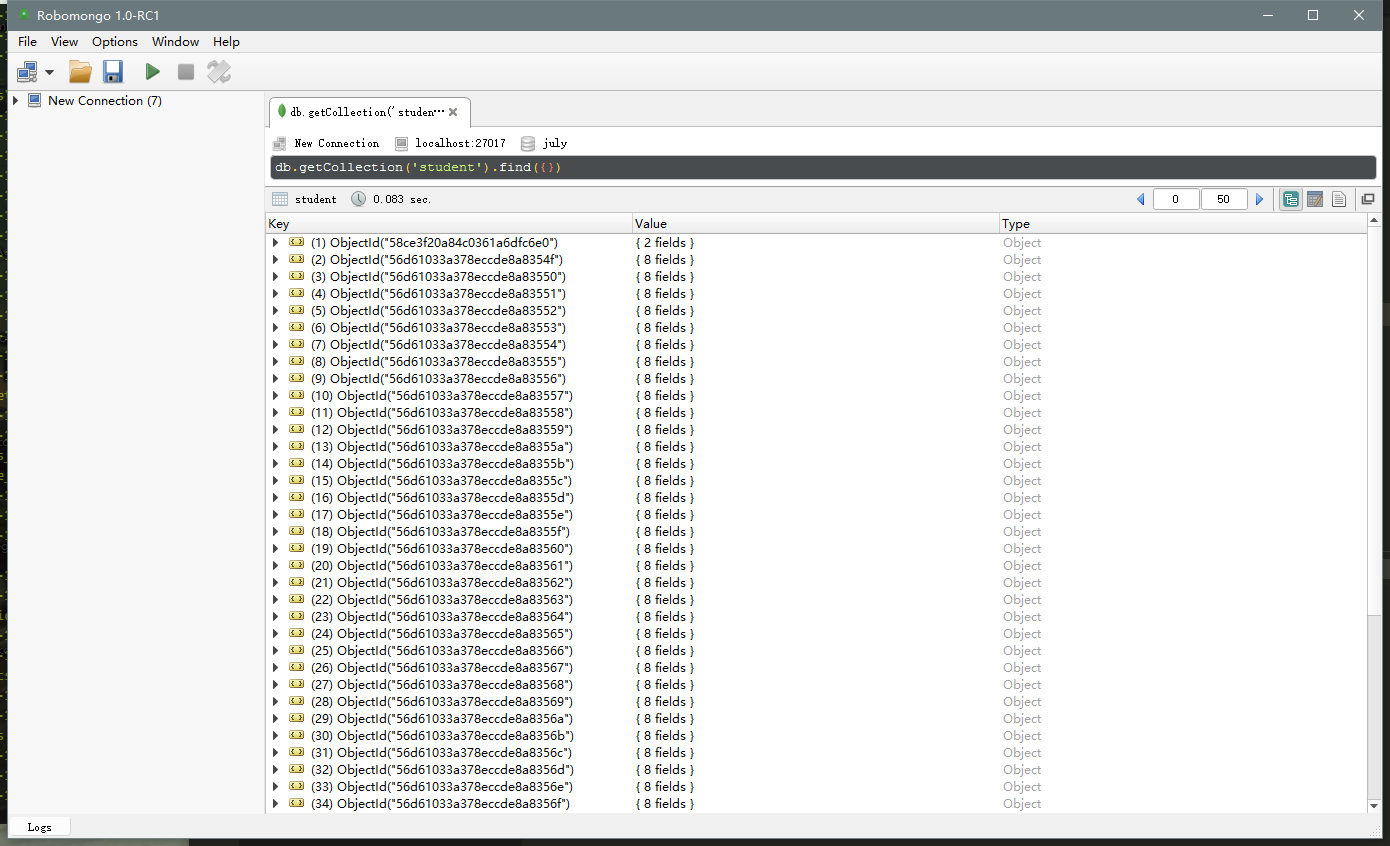 Robomongo 1.0-RC1
File View Options Window Help
New Connection (7)
db.getCollection('studen…
New Connection localhost:27017 july
db.getCollection('student').find({})
student 0.083 sec. 0 50
Key Value Type
(1) ObjectId("58ce3f20a84c0361a6dfc6e0") { 2 fields } Object
(2) ObjectId("56d61033a378eccde8a8354f") { 8 fields } Object
(3) ObjectId("56d61033a378eccde8a83550") { 8 fields } Object
(4) ObjectId("56d61033a378eccde8a83551") { 8 fields } Object
(5) ObjectId("56d61033a378eccde8a83552") { 8 fields } Object
(6) ObjectId("56d61033a378eccde8a83553") { 8 fields } Object
(7) ObjectId("56d61033a378eccde8a83554") { 8 fields } Object
(8) ObjectId("56d61033a378eccde8a83555") { 8 fields } Object
(9) ObjectId("56d61033a378eccde8a83556") { 8 fields } Object
(10) ObjectId("56d61033a378eccde8a83557") { 8 fields } Object
(11) ObjectId("56d61033a378eccde8a83558") { 8 fields } Object
(12) ObjectId("56d61033a378eccde8a83559") { 8 fields } Object
(13) ObjectId("56d61033a378eccde8a8355a") { 8 fields } Object
(14) ObjectId("56d61033a378eccde8a8355b") { 8 fields } Object
(15) ObjectId("56d61033a378eccde8a8355c") { 8 fields } Object
(16) ObjectId("56d61033a378eccde8a8355d") { 8 fields } Object
(17) ObjectId("56d61033a378eccde8a8355e") { 8 fields } Object
(18) ObjectId("56d61033a378eccde8a8355f") { 8 fields } Object
(19) ObjectId("56d61033a378eccde8a83560") { 8 fields } Object
(20) ObjectId("56d61033a378eccde8a83561") { 8 fields } Object
(21) ObjectId("56d61033a378eccde8a83562") { 8 fields } Object
(22) ObjectId("56d61033a378eccde8a83563") { 8 fields } Object
(23) ObjectId("56d61033a378eccde8a83564") { 8 fields } Object
(24) ObjectId("56d61033a378eccde8a83565") { 8 fields } Object
(25) ObjectId("56d61033a378eccde8a83566") { 8 fields } Object
(26) ObjectId("56d61033a378eccde8a83567") { 8 fields } Object
(27) ObjectId("56d61033a378eccde8a83568") { 8 fields } Object
(28) ObjectId("56d61033a378eccde8a83569") { 8 fields } Object
(29) ObjectId("56d61033a378eccde8a8356a") { 8 fields } Object
(30) ObjectId("56d61033a378eccde8a8356b") { 8 fields } Object
(31) ObjectId("56d61033a378eccde8a8356c") { 8 fields } Object
(32) ObjectId("56d61033a378eccde8a8356d") { 8 fields } Object
(33) ObjectId("56d61033a378eccde8a8356e") { 8 fields } Object
(34) ObjectId("56d61033a378eccde8a8356f") { 8 fields } Object
Logs